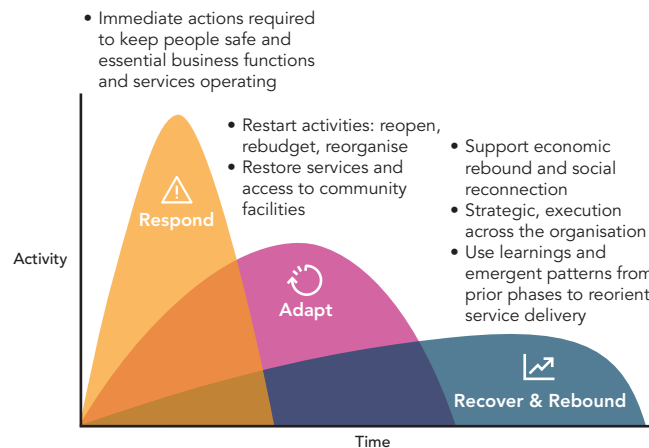 • Immediate actions required
to keep people safe and
essential business functions
and services operating
• Restart activities: reopen,
rebudget, reorganise
• Restore services and
access to community
facilities
• Support economic
rebound and social
reconnection
• Strategic, execution
across the organisation
• Use learnings and
emergent patterns from
prior phases to reorient
service delivery
Respond
Activity
Adapt
Recover & Rebound
Time